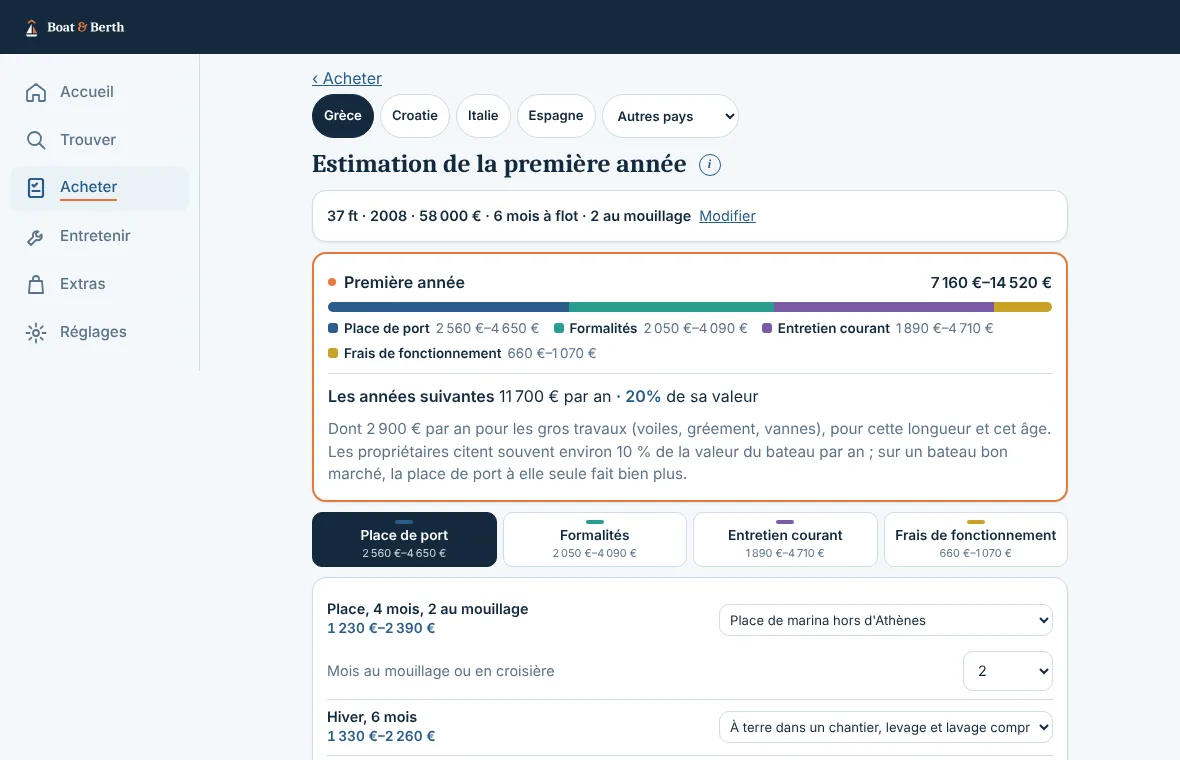 Boat & Berth
Accueil
Trouver
Acheter
Entretenir
Extras
Réglages
‹ Acheter
Grèce
Croatie
Italie
Espagne
Autres pays
Estimation de la première année i
37 ft · 2008 · 58 000 € · 6 mois à flot · 2 au mouillage Modifier
Première année 7 160 €–14 520 €
Place de port 2 560 €–4 650 € Formalités 2 050 €–4 090 € Entretien courant 1 890 €–4 710 €
Frais de fonctionnement 660 €–1 070 €
Les années suivantes 11 700 € par an · 20% de sa valeur
Dont 2 900 € par an pour les gros travaux (voiles, gréement, vannes), pour cette longueur et cet âge.
Les propriétaires citent souvent environ 10 % de la valeur du bateau par an ; sur un bateau bon
marché, la place de port à elle seule fait bien plus.
Place de port
2 560 €–4 650 €
Formalités
2 050 €–4 090 €
Entretien courant
1 890 €–4 710 €
Frais de fonctionnement
660 €–1 070 €
Place, 4 mois, 2 au mouillage
1 230 €–2 390 €
Place de marina hors d'Athènes
Mois au mouillage ou en croisière
2
Hiver, 6 mois
1 330 €–2 260 €
À terre dans un chantier, levage et lavage compr